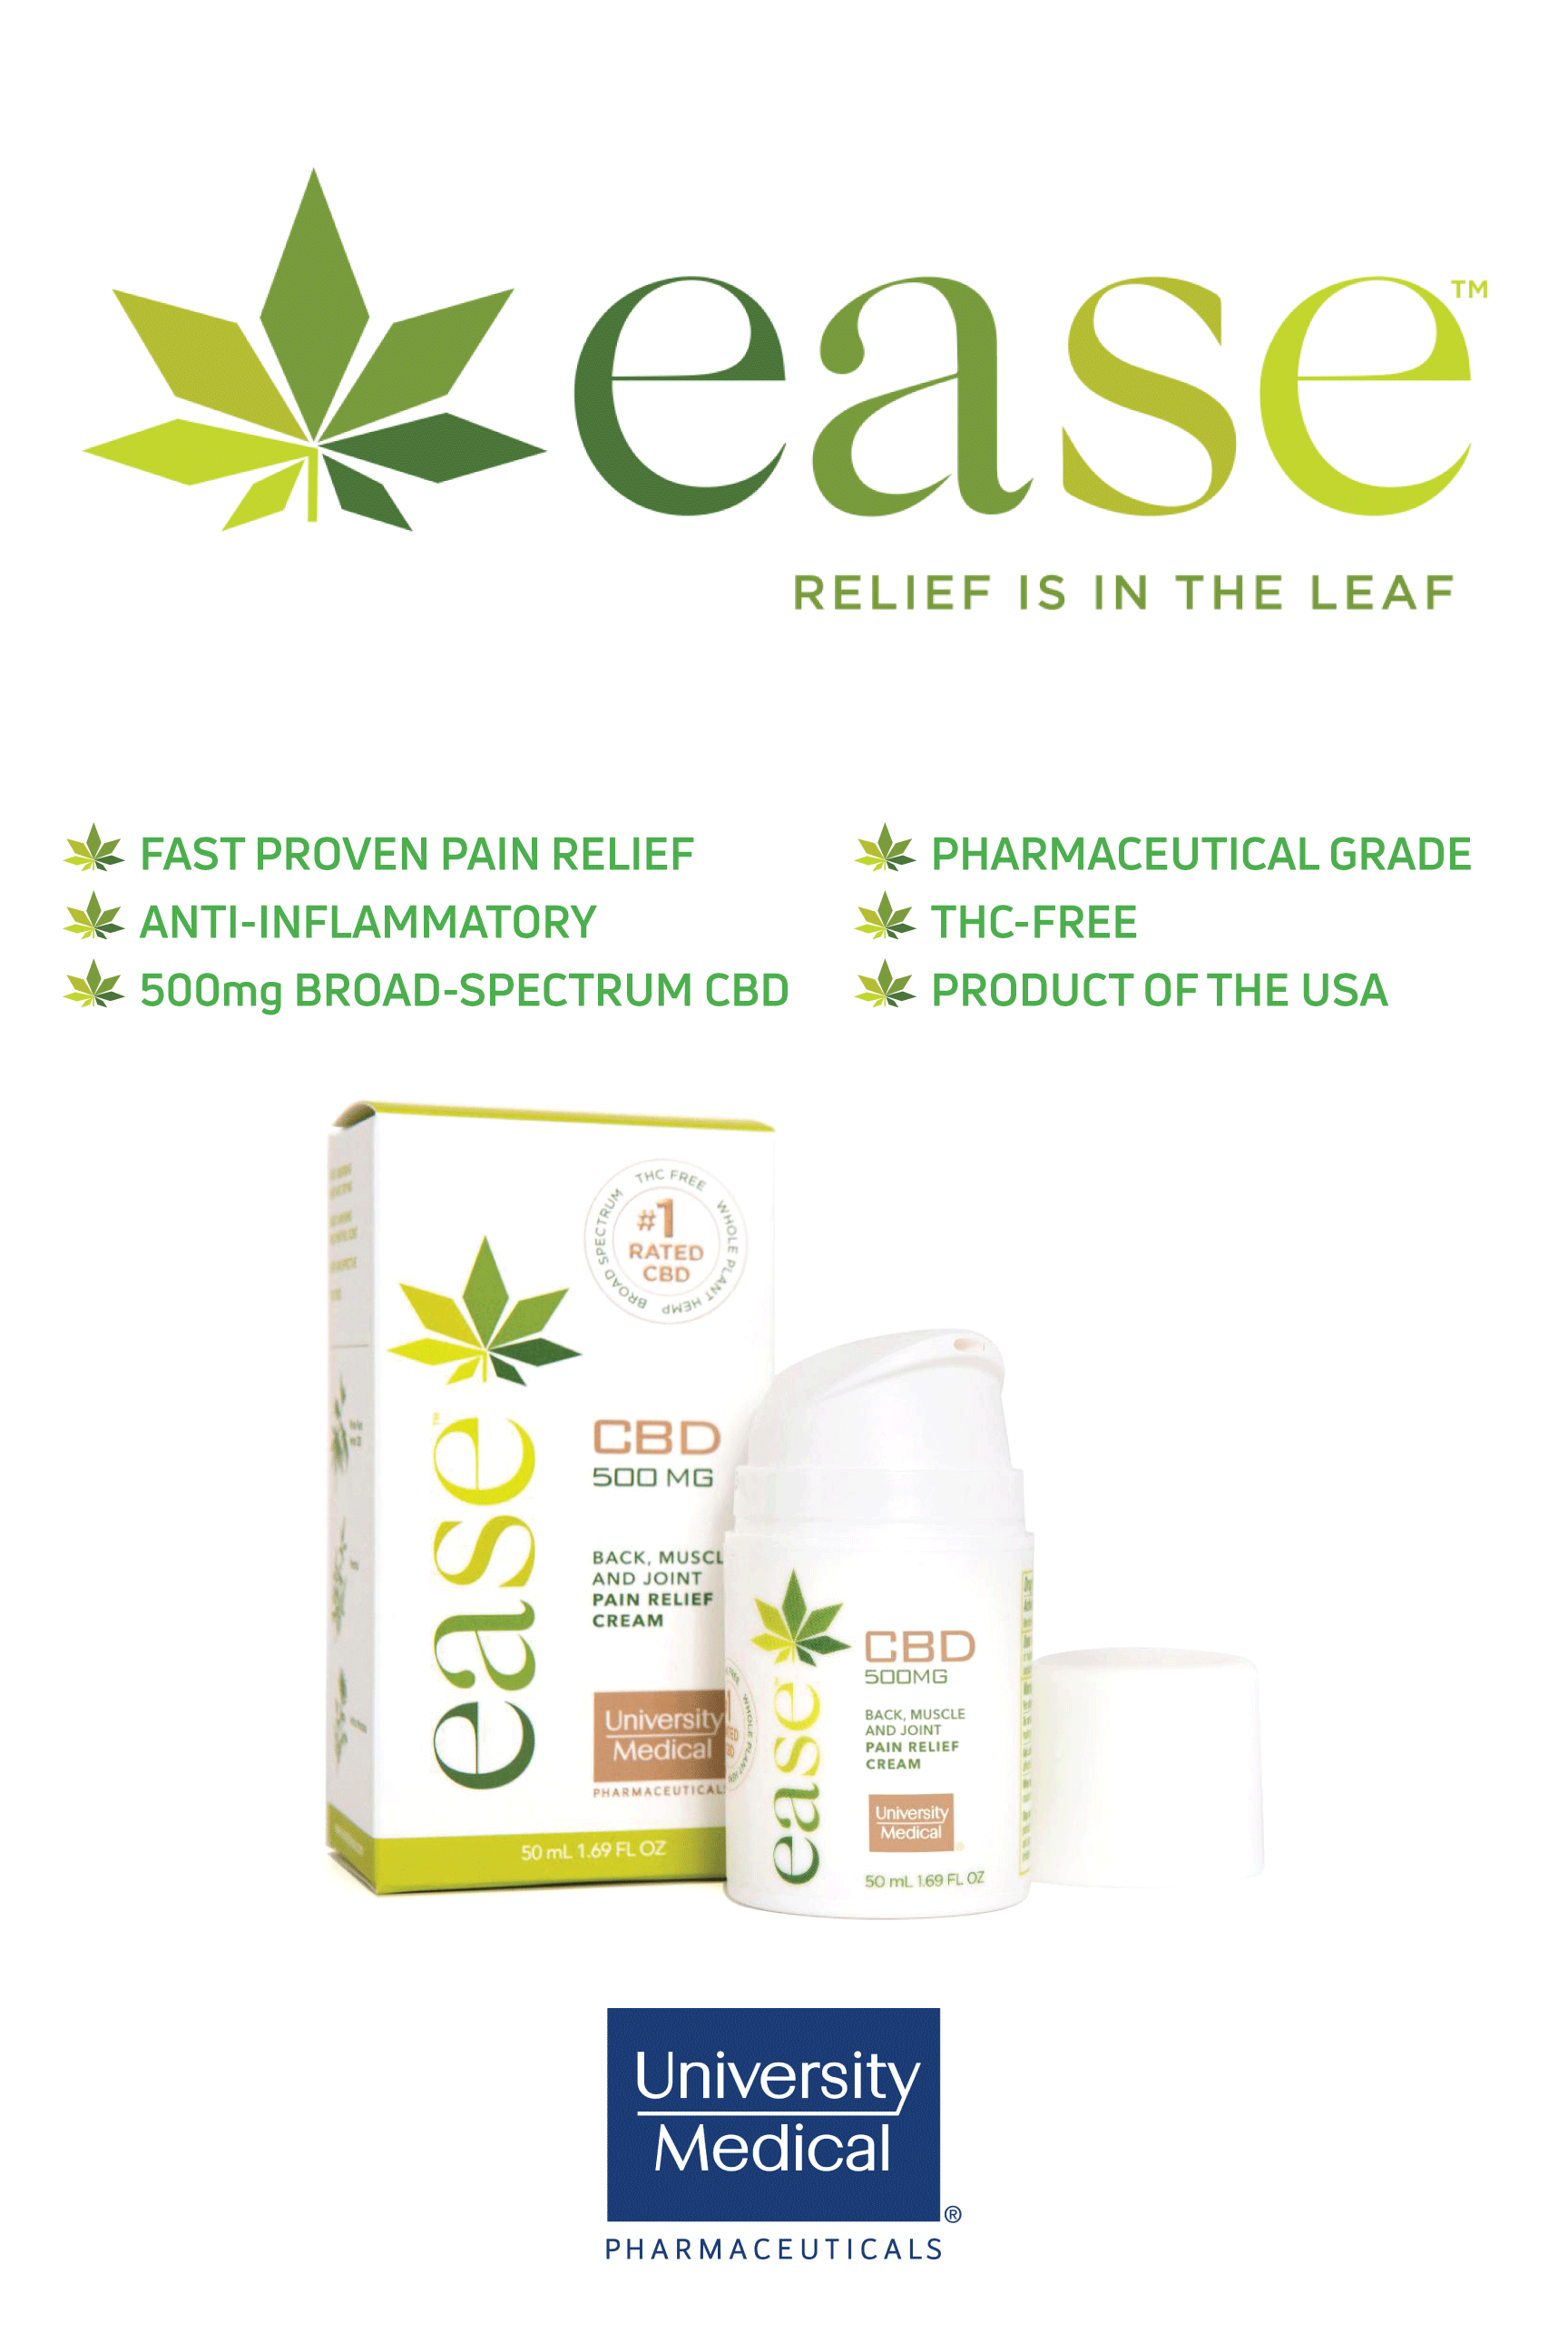 ease™
RELIEF IS IN THE LEAF
FAST PROVEN PAIN RELIEF
ANTI-INFLAMMATORY
500mg BROAD-SPECTRUM CBD
PHARMACEUTICAL GRADE
THC-FREE
PRODUCT OF THE USA
BROAD SPECTRUM THC FREE WHOLE PLANT HEMP
#1
RATED
CBD
ease™
CBD
500 MG
BACK, MUSCL
AND JOINT
PAIN RELIEF
CREAM
University
Medical
PHARMACEUTICAL
50 mL 1.69 FL OZ
WHOLE PLANT
ease
CBD
500MG
BACK, MUSCLE
AND JOINT
PAIN RELIEF
CREAM
University
Medical
50 mL 1.69 FL OZ
University
Medical
®
PHARMACEUTICALS